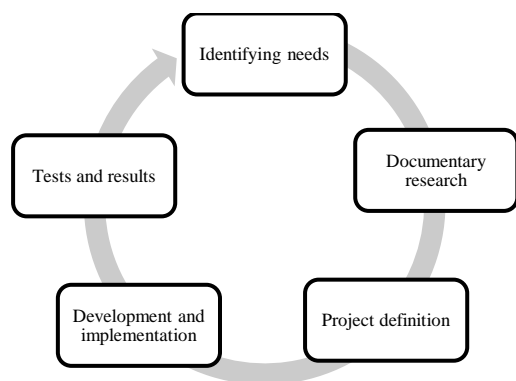 Identifying needs
Documentary
research
Project definition
Development and
implementation
Tests and results